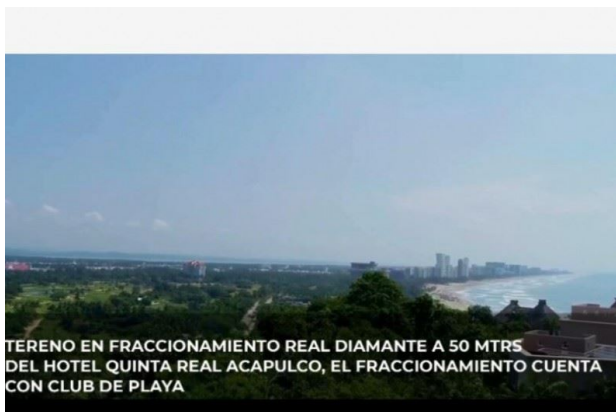 TERENO EN FRACCIONAMIENTO REAL DIAMANTE A 50 MTRS
DEL HOTEL QUINTA REAL ACAPULCO, EL FRACCIONAMIENTO CUENTA
CON CLUB DE PLAYA